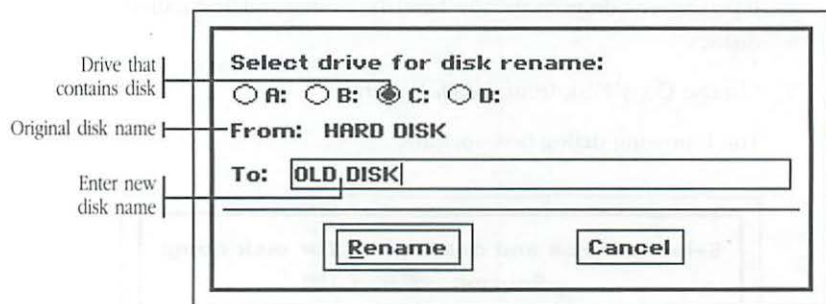 Select drive for disk rename:
A: B: C: D:
From: HARD DISK
To: OLD DISK
Rename Cancel
Drive that
contains disk
Original disk name
Enter new
disk name